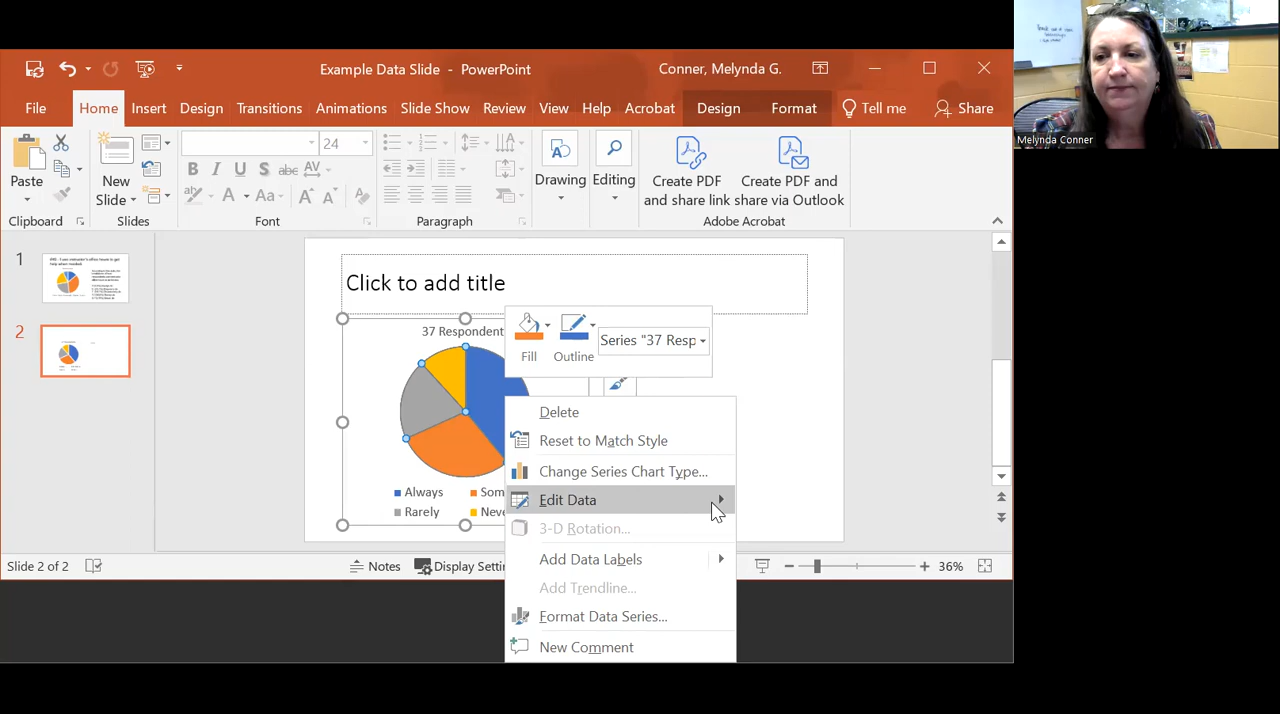 Example Data Slide - PowerPoint
Conner, Melynda G.
File Home Insert Design Transitions Animations Slide Show Review View Help Acrobat Design Format Tell me Share
24
Paste
New
Slide
B I U S abc AV
Aa A A
Drawing
Editing
Create PDF
and share link
Create PDF and
share via Outlook
Clipboard Slides Font Paragraph Adobe Acrobat
1
2
Click to add title
37 Respondent
Always Som
Rarely Neve
Fill
Outline
Series "37 Resp
Delete
Reset to Match Style
Change Series Chart Type...
Edit Data
3-D Rotation...
Add Data Labels
Add Trendline...
Format Data Series...
New Comment
Slide 2 of 2
Notes
Display Setti
36%
Melynda Conner